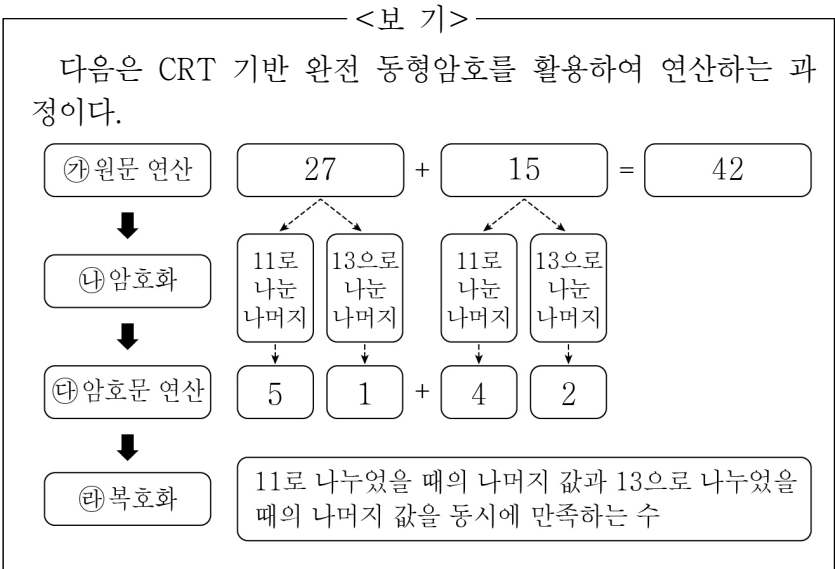 <보 기>
다음은 CRT 기반 완전 동형암호를 활용하여 연산하는 과
정이다.
㉮원문 연산 27 + 15 = 42
㉯암호화
11로 나눈 나머지
13으로 나눈 나머지
11로 나눈 나머지
13으로 나눈 나머지
㉰암호문 연산 5 1 + 4 2
㉱복호화
11로 나누었을 때의 나머지 값과 13으로 나누었을
때의 나머지 값을 동시에 만족하는 수